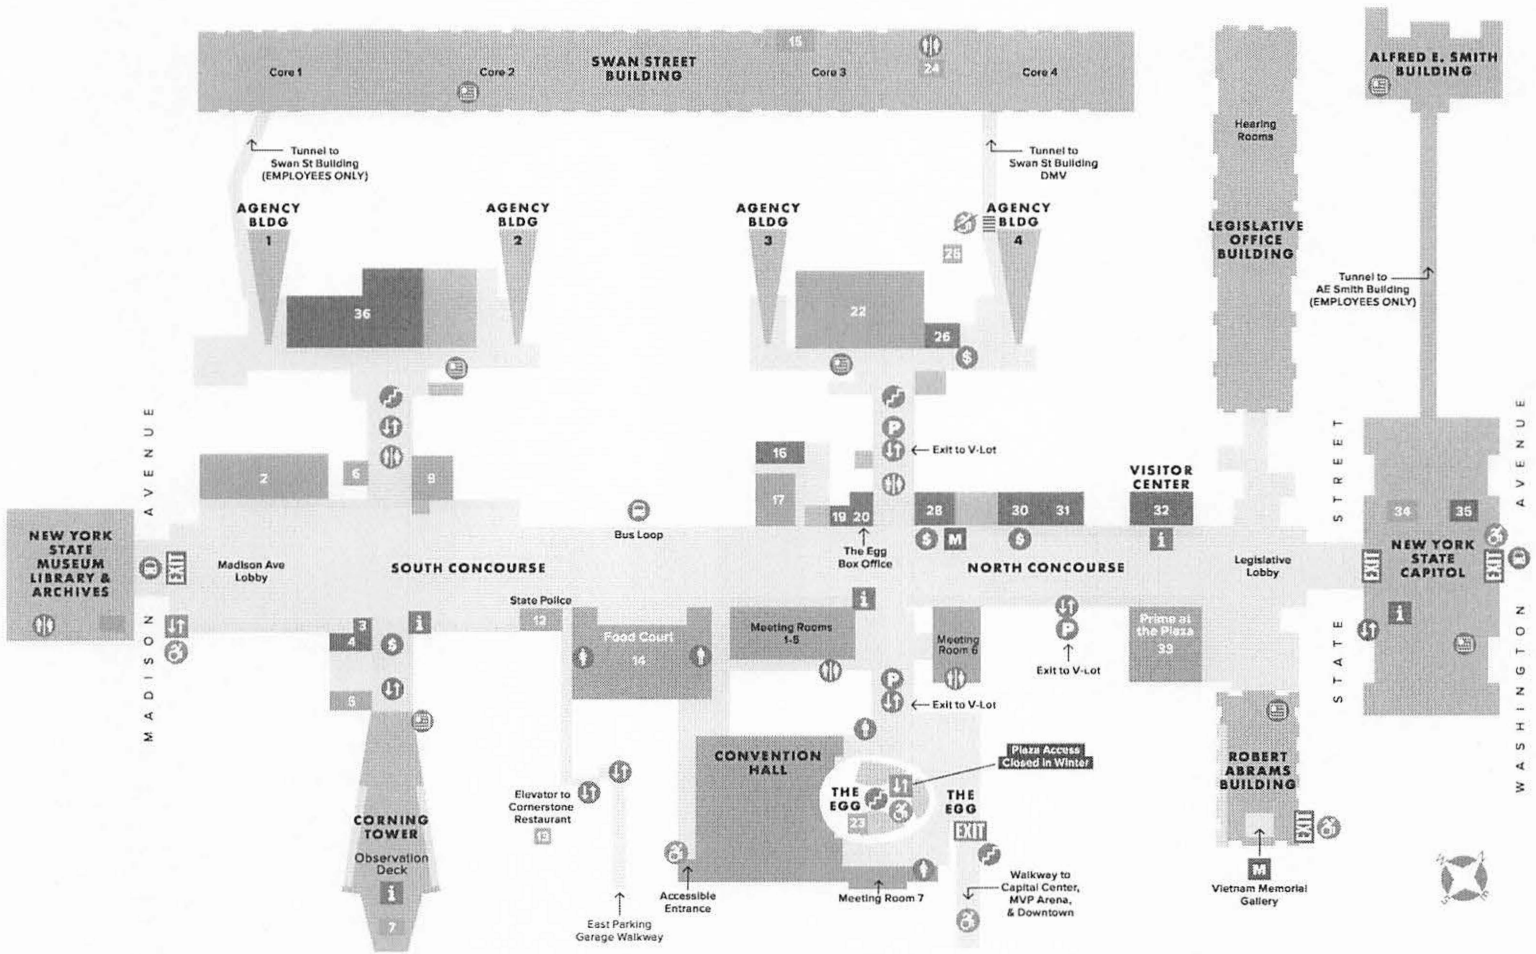 SWAN STREET
BUILDING
Core 1
Core 2
Core 3
Core 4
15
24
ALFRED E. SMITH
BUILDING
Hearing
Rooms
Tunnel to
Swan St Building
(EMPLOYEES ONLY)
Tunnel to
Swan St Building
DMV
AGENCY
BLDG
1
AGENCY
BLDG
2
AGENCY
BLDG
3
AGENCY
BLDG
4
25
LEGISLATIVE
OFFICE
BUILDING
Tunnel to
AE Smith Building
(EMPLOYEES ONLY)
36
22
26
$
P
Exit to V-Lot
MADISON AVENUE
2
6
9
16
17
19
20
28
30
31
VISITOR
CENTER
32
i
STATE STREET
WASHINGTON AVENUE
34
35
NEW YORK
STATE
MUSEUM
LIBRARY &
ARCHIVES
EXIT
Madison Ave
Lobby
SOUTH CONCOURSE
Bus Loop
The Egg
Box Office
$
M
$
NORTH CONCOURSE
Legislative
Lobby
EXIT
NEW YORK
STATE
CAPITOL
EXIT
i
3
4
$
i
5
State Police
12
Food Court
14
Meeting Rooms
1-5
i
Meeting
Room 6
P
Exit to V-Lot
Prime at
the Plaza
33
P
Exit to V-Lot
CORNING
TOWER
Observation
Deck
i
7
Elevator to
Cornerstone
Restaurant
13
East Parking
Garage Walkway
Accessible
Entrance
CONVENTION
HALL
THE
EGG
23
Plaza Access
Closed in Winter
THE
EGG
EXIT
Meeting Room 7
Walkway to
Capital Center,
MVP Arena,
& Downtown
ROBERT
ABRAMS
BUILDING
EXIT
M
Vietnam Memorial
Gallery